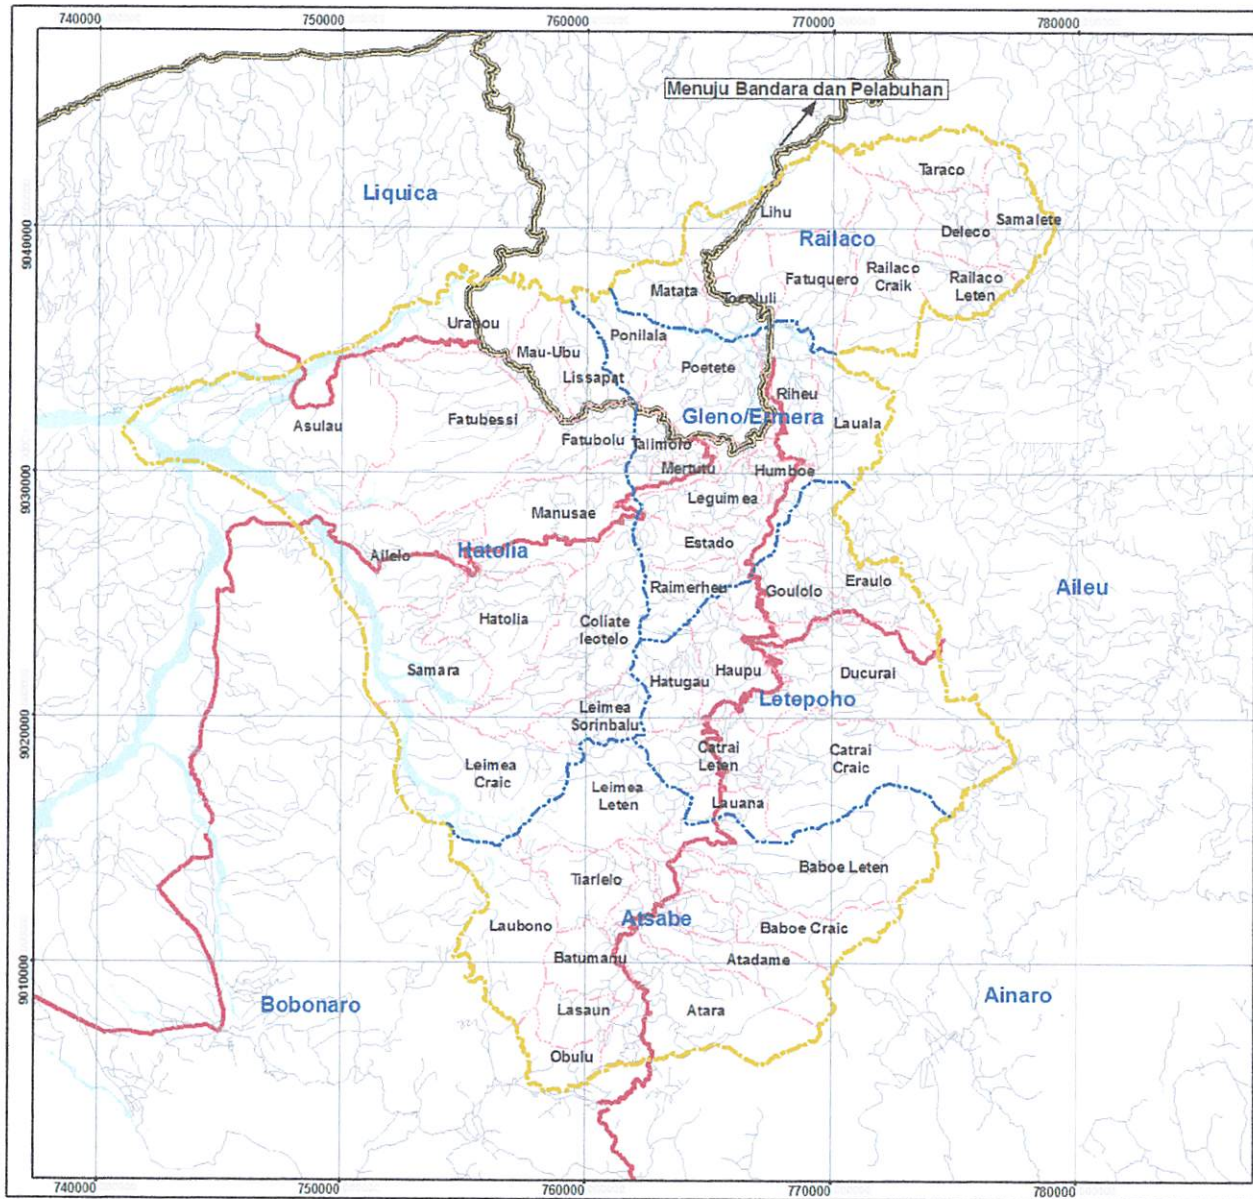 740000
750000
760000
770000
780000
Menuju Bandara dan Pelabuhan
Taraco
Liquica
Lihu
Samalete
9040000
Deleco
Railaco
Fatuquero
Railaco
Craik
Railaco
Leten
Matata
Tocoluli
Urahou
Ponilala
Mau-Ubu
Poetete
Lissapat
Riheu
Gleno/Ermera
Lauala
Asulau
Fatubessi
Fatubolu
Talimoro
Mertutu
Humboe
9030000
Leguimea
Manusae
Estado
Ailelo
Hatolia
Raimerheu
Goulolo
Eraulo
Aileu
Hatolia
Coliate
leotelo
Samara
Haupu
Ducurai
Hatugau
Letepoho
Leimea
Sorinbalu
9020000
Catrai
Leten
Catrai
Craic
Leimea
Craic
Leimea
Leten
Lauana
Baboe Leten
Tiarlelo
Atsabe
Laubono
Baboe Craic
Batumanu
Atadame
9010000
Ainaro
Bobonaro
Lasaun
Atara
Obulu
740000
750000
760000
770000
780000